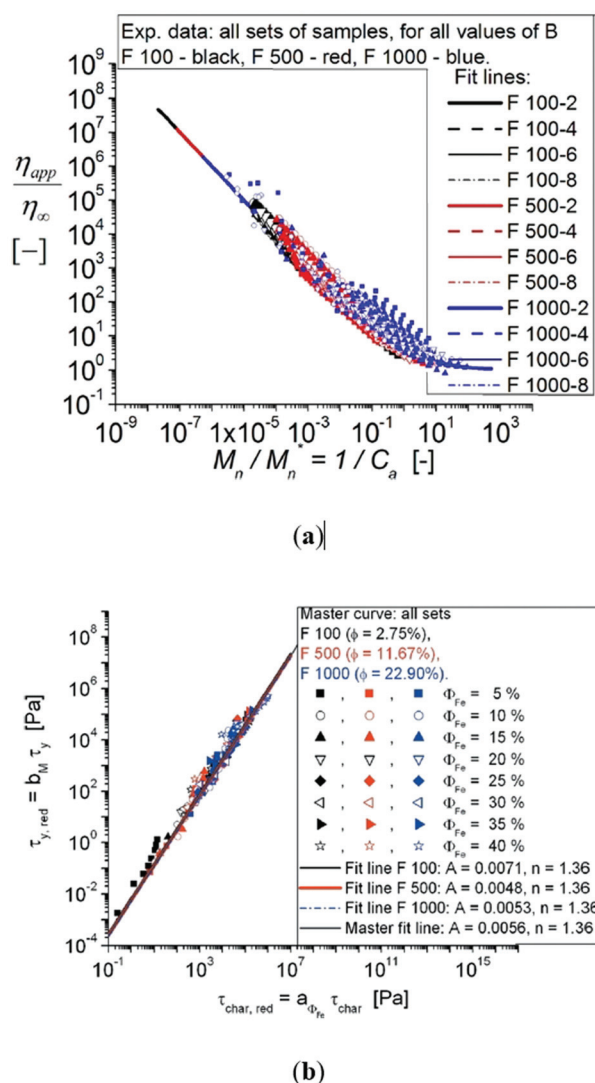 Exp. data: all sets of samples, for all values of B
F 100 - black, F 500 - red, F 1000 - blue.
Fit lines:
F 100-2
F 100-4
F 100-6
F 100-8
F 500-2
F 500-4
F 500-6
F 500-8
F 1000-2
F 1000-4
F 1000-6
F 1000-8
η_app / η_∞ [–]
10^9
10^8
10^7
10^6
10^5
10^4
10^3
10^2
10^1
10^0
10^-1
10^-9 10^-7 1x10^-5 10^-3 10^-1 10^1 10^3
M_n / M_n^* = 1 / C_a [-]
(a)
Master curve: all sets
F 100 (ϕ = 2.75%),
F 500 (ϕ = 11.67%),
F 1000 (ϕ = 22.90%).
■ , ■ , ■ Φ_Fe = 5 %
○ , ○ , ○ Φ_Fe = 10 %
▲ , ▲ , ▲ Φ_Fe = 15 %
▽ , ▽ , ▽ Φ_Fe = 20 %
◆ , ◆ , ◆ Φ_Fe = 25 %
◁ , ◁ , ◁ Φ_Fe = 30 %
▶ , ▶ , ▶ Φ_Fe = 35 %
☆ , ☆ , ☆ Φ_Fe = 40 %
Fit line F 100: A = 0.0071, n = 1.36
Fit line F 500: A = 0.0048, n = 1.36
Fit line F 1000: A = 0.0053, n = 1.36
Master fit line: A = 0.0056, n = 1.36
τ_y, red = b_M τ_y [Pa]
10^8
10^6
10^4
10^2
10^0
10^-2
10^-4
10^-1 10^3 10^7 10^11 10^15
τ_char, red = a_Φ_Fe τ_char [Pa]
(b)